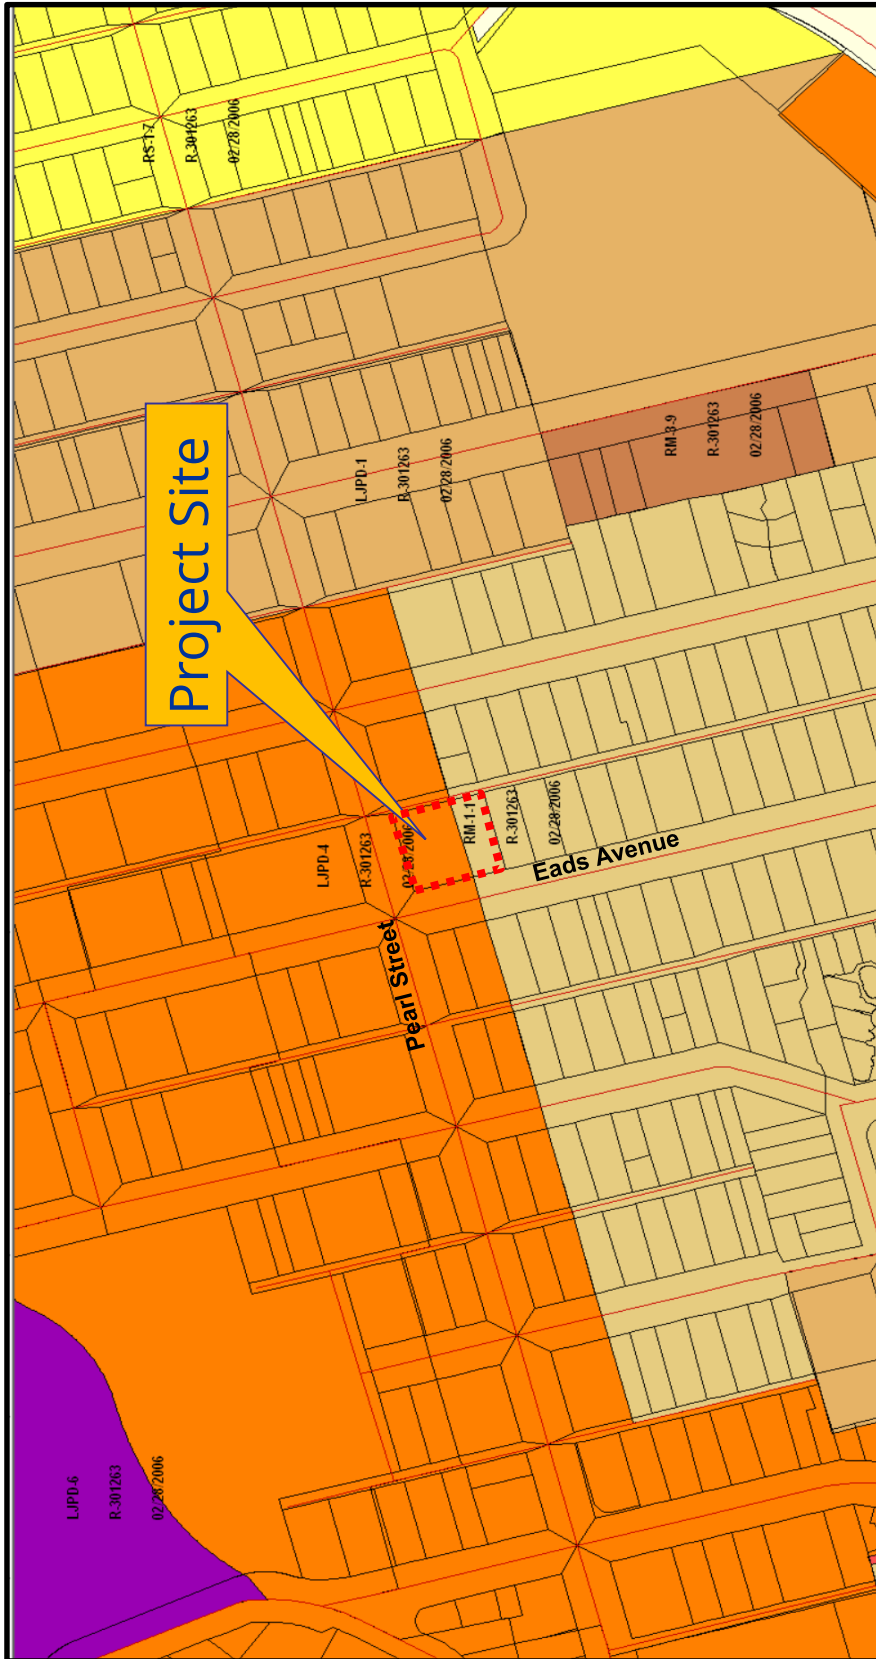 RS-1-7
R-301263
02/28/2006
Project Site
LJPD-1
R-301263
02/28/2006
RM-3-9
R-301263
02/28/2006
LJPD-4
R-301263
02/28/2006
RM-1-1
R-301263
02/28/2006
Eads Avenue
Pearl Street
LJPD-6
R-301263
02/28/2006